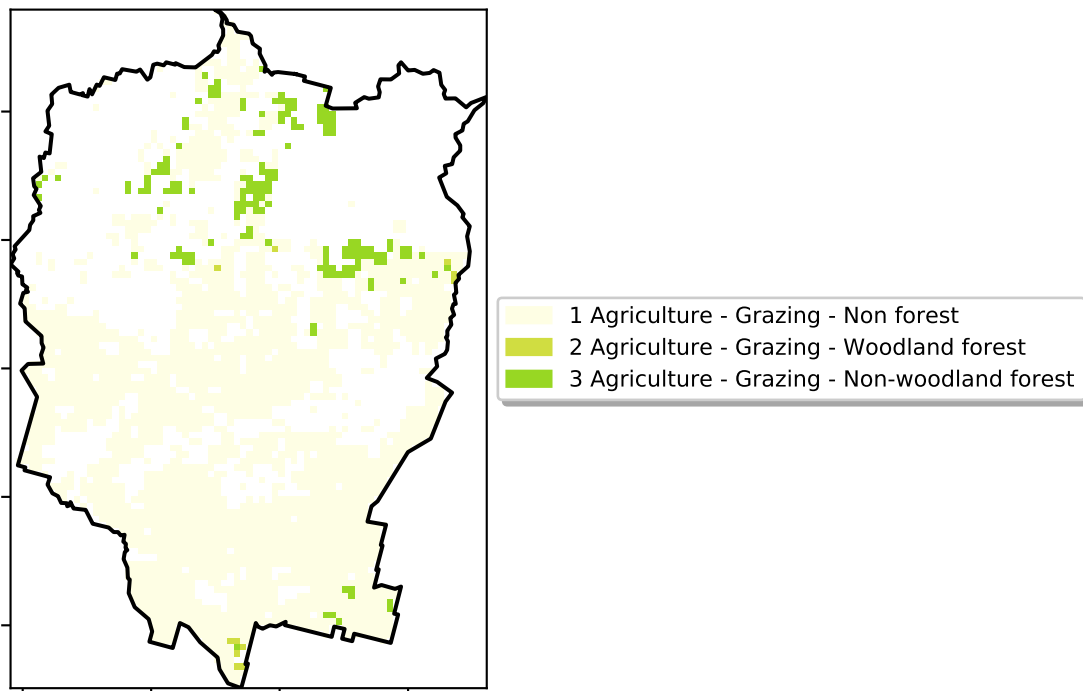 1 Agriculture - Grazing - Non forest
2 Agriculture - Grazing - Woodland forest
3 Agriculture - Grazing - Non-woodland forest